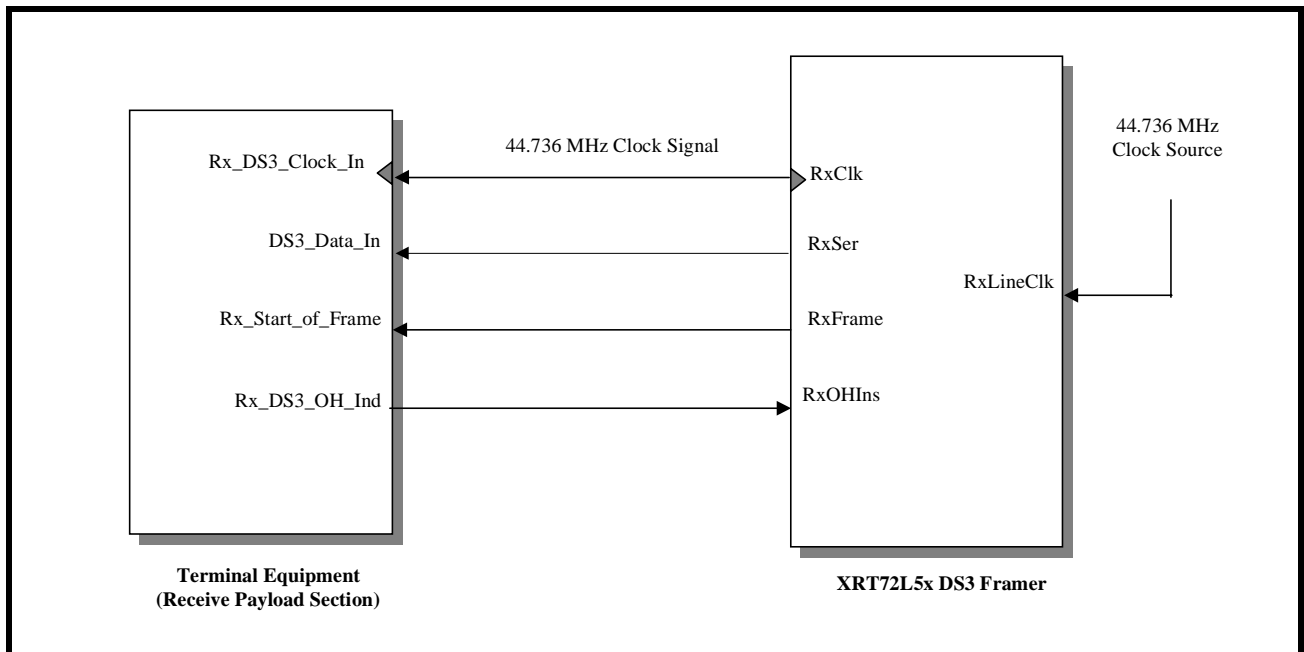 Rx_DS3_Clock_In
DS3_Data_In
Rx_Start_of_Frame
Rx_DS3_OH_Ind
Terminal Equipment
(Receive Payload Section)
44.736 MHz Clock Signal
RxClk
RxSer
RxFrame
RxOHIns
RxLineClk
XRT72L5x DS3 Framer
44.736 MHz
Clock Source